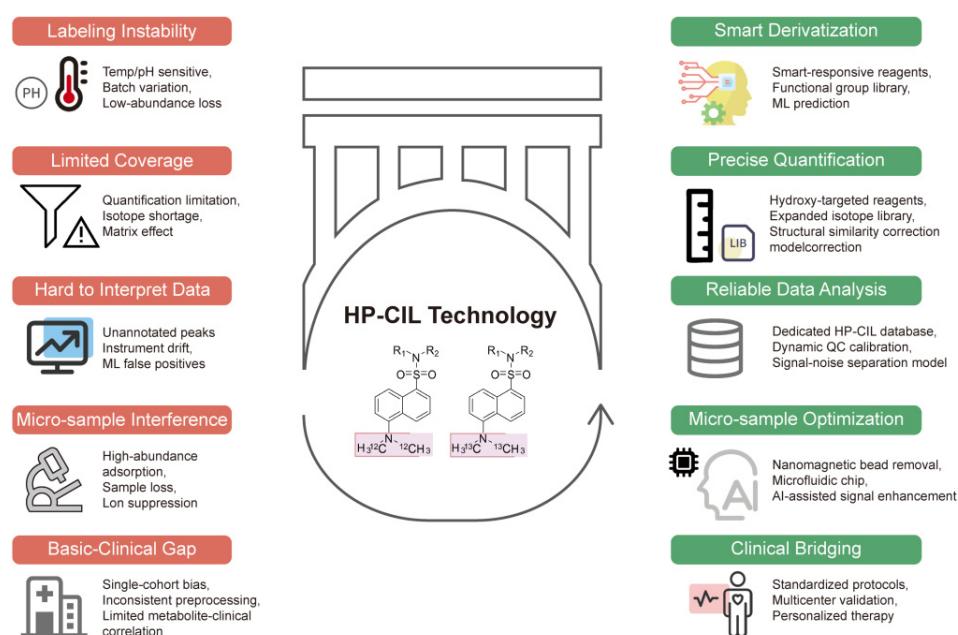 Labeling Instability
PH
Temp/pH sensitive,
Batch variation,
Low-abundance loss
Limited Coverage
Quantification limitation,
Isotope shortage,
Matrix effect
Hard to Interpret Data
Unannotated peaks
Instrument drift,
ML false positives
Micro-sample Interference
High-abundance
adsorption,
Sample loss,
Lon suppression
Basic-Clinical Gap
Single-cohort bias,
Inconsistent preprocessing,
Limited metabolite-clinical
correlation
HP-CIL Technology
R₁ N R₂
O=S=O
N
H₃¹²C ¹²CH₃
R₁ N R₂
O=S=O
N
H₃¹³C ¹³CH₃
Smart Derivatization
Smart-responsive reagents,
Functional group library,
ML prediction
Precise Quantification
LIB
Hydroxy-targeted reagents,
Expanded isotope library,
Structural similarity correction
modelcorrection
Reliable Data Analysis
Dedicated HP-CIL database,
Dynamic QC calibration,
Signal-noise separation model
Micro-sample Optimization
AI
Nanomagnetic bead removal,
Microfluidic chip,
AI-assisted signal enhancement
Clinical Bridging
Standardized protocols,
Multicenter validation,
Personalized therapy